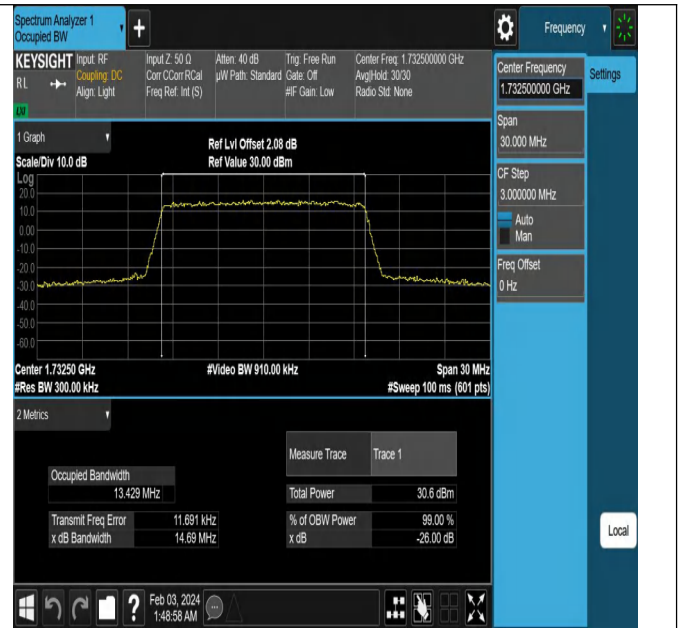 Spectrum Analyzer 1
Occupied BW
+
Frequency
KEYSIGHT
RL
LXI
Input: RF
Coupling: DC
Align: Light
Input Z: 50 Ω
Corr CCorr RCal
Freq Ref: Int (S)
Atten: 40 dB
µW Path: Standard
Trig: Free Run
Gate: Off
#IF Gain: Low
Center Freq: 1.732500000 GHz
Avg|Hold: 30/30
Radio Std: None
Center Frequency
1.732500000 GHz
Settings
Span
30.000 MHz
CF Step
3.000000 MHz
Auto
Man
Freq Offset
0 Hz
1 Graph
Scale/Div 10.0 dB
Ref Lvl Offset 2.08 dB
Ref Value 30.00 dBm
Log
20.0
10.0
0.00
-10.0
-20.0
-30.0
-40.0
-50.0
-60.0
Center 1.73250 GHz
#Video BW 910.00 kHz
Span 30 MHz
#Res BW 300.00 kHz
#Sweep 100 ms (601 pts)
2 Metrics
Measure Trace Trace 1
Occupied Bandwidth
13.429 MHz
Total Power 30.6 dBm
Transmit Freq Error 11.691 kHz
% of OBW Power 99.00 %
x dB Bandwidth 14.69 MHz
x dB -26.00 dB
Local
?
Feb 03, 2024
1:48:58 AM